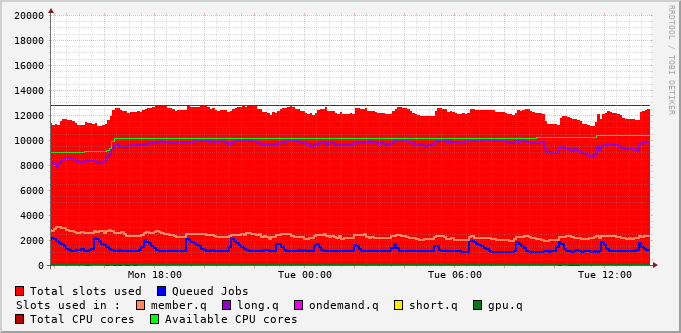 20000
18000
16000
14000
12000
10000
8000
6000
4000
2000
0
Mon 18:00 Tue 00:00 Tue 06:00 Tue 12:00
RRDTOOL / TOBI OETIKER
Total slots used Queued Jobs
Slots used in : member.q long.q ondemand.q short.q gpu.q
Total CPU cores Available CPU cores